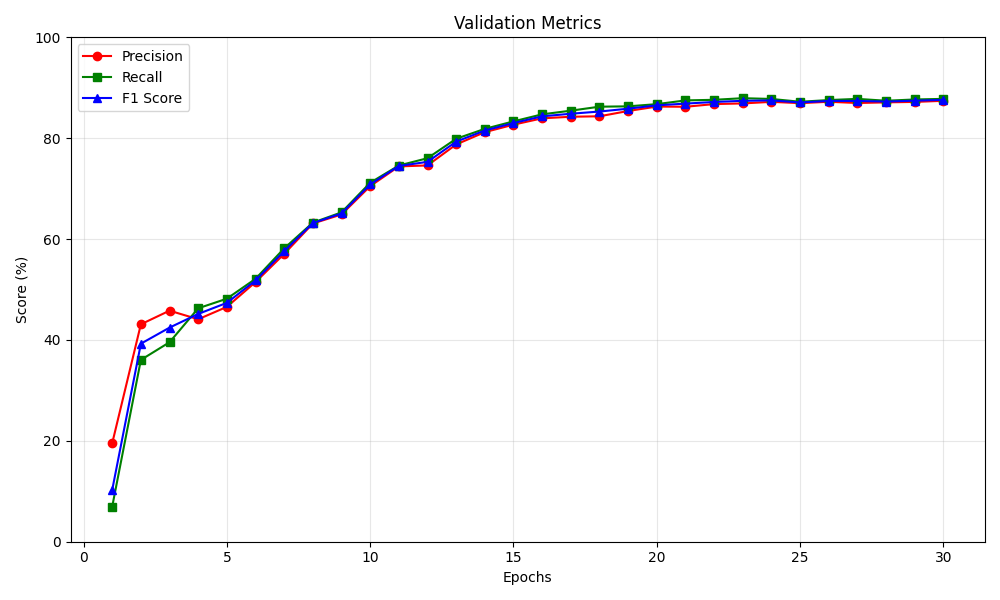 Validation Metrics
100
80
60
40
20
0
Score (%)
Precision
Recall
F1 Score
0 5 10 15 20 25 30
Epochs